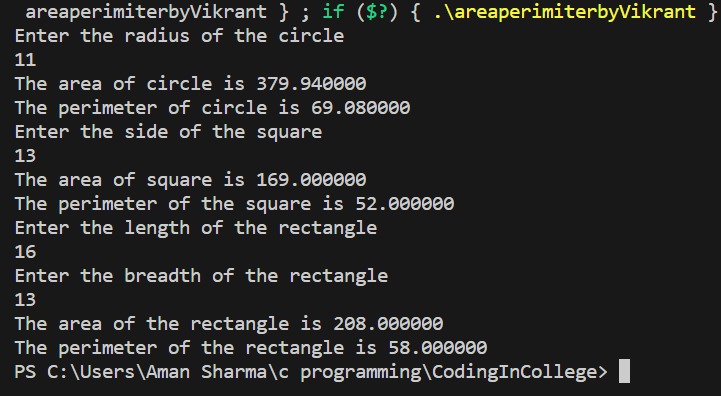 areaperimiterbyVikrant } ; if ($?) { .\areaperimiterbyVikrant }
Enter the radius of the circle
11
The area of circle is 379.940000
The perimeter of circle is 69.080000
Enter the side of the square
13
The area of square is 169.000000
The perimeter of the square is 52.000000
Enter the length of the rectangle
16
Enter the breadth of the rectangle
13
The area of the rectangle is 208.000000
The perimeter of the rectangle is 58.000000
PS C:\Users\Aman Sharma\c programming\CodingInCollege>